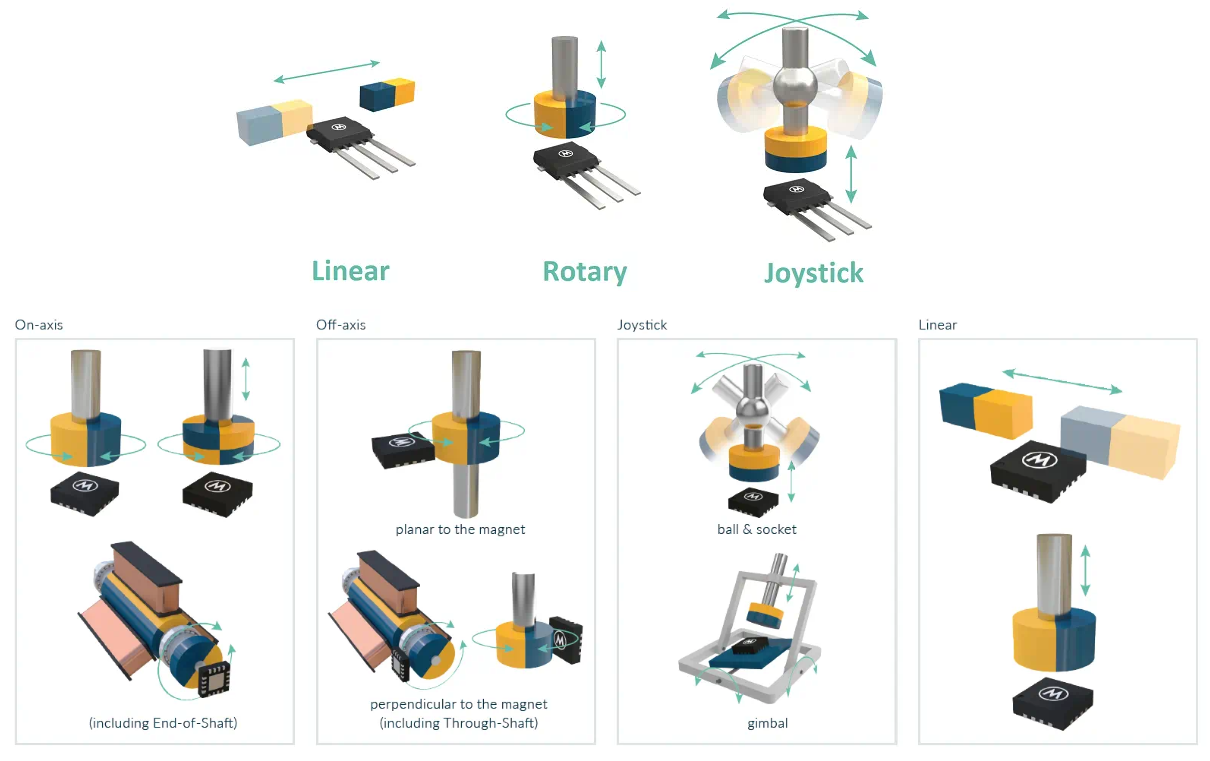 Linear
Rotary
Joystick
On-axis
Off-axis
Joystick
Linear
planar to the magnet
ball & socket
(including End-of-Shaft)
perpendicular to the magnet
(including Through-Shaft)
gimbal